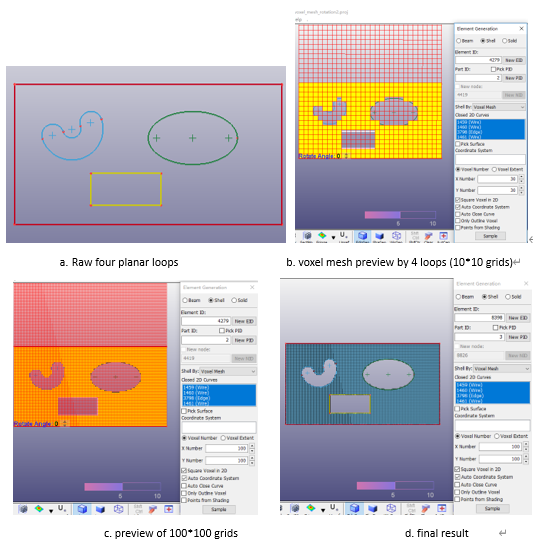 voxel_mesh_creation2.prj
Element Generation
Beam Shell Solid
Element ID:
4279 New EID
Part ID: Pick PID
2 New PID
New node:
4419 New NID
Shell By: Voxel Mesh
Closed 2D Curves
1459 (Wire)
1460 (Wire)
3798 (Edge)
1461 (Wire)
Pick Surface
Coordinate System
Voxel Number Voxel Extent
X Number 30
Y Number 30
Square Voxel in 2D
Auto Coordinate System
Auto Close Curve
Only Outline Voxel
Points from Shading
Sample
Rotate Angle: 0
5 10
a. Raw four planar loops
b. voxel mesh preview by 4 loops (10*10 grids)
Element Generation
Beam Shell Solid
Element ID:
4279 New EID
Part ID: Pick PID
2 New PID
New node:
4419 New NID
Shell By: Voxel Mesh
Closed 2D Curves
1459 (Wire)
1460 (Wire)
3798 (Edge)
1461 (Wire)
Pick Surface
Coordinate System
Voxel Number Voxel Extent
X Number 100
Y Number 100
Square Voxel in 2D
Auto Coordinate System
Auto Close Curve
Only Outline Voxel
Points from Shading
Sample
Rotate Angle: 0
5 10
Element Generation
Beam Shell Solid
Element ID:
8398 New EID
Part ID: Pick PID
3 New PID
New node:
8820 New NID
Shell By: Voxel Mesh
Closed 2D Curves
1459 (Wire)
1460 (Wire)
3798 (Edge)
1461 (Wire)
Pick Surface
Coordinate System
Voxel Number Voxel Extent
X Number 100
Y Number 100
Square Voxel in 2D
Auto Coordinate System
Auto Close Curve
Only Outline Voxel
Points from Shading
Sample
5 10
c. preview of 100*100 grids
d. final result